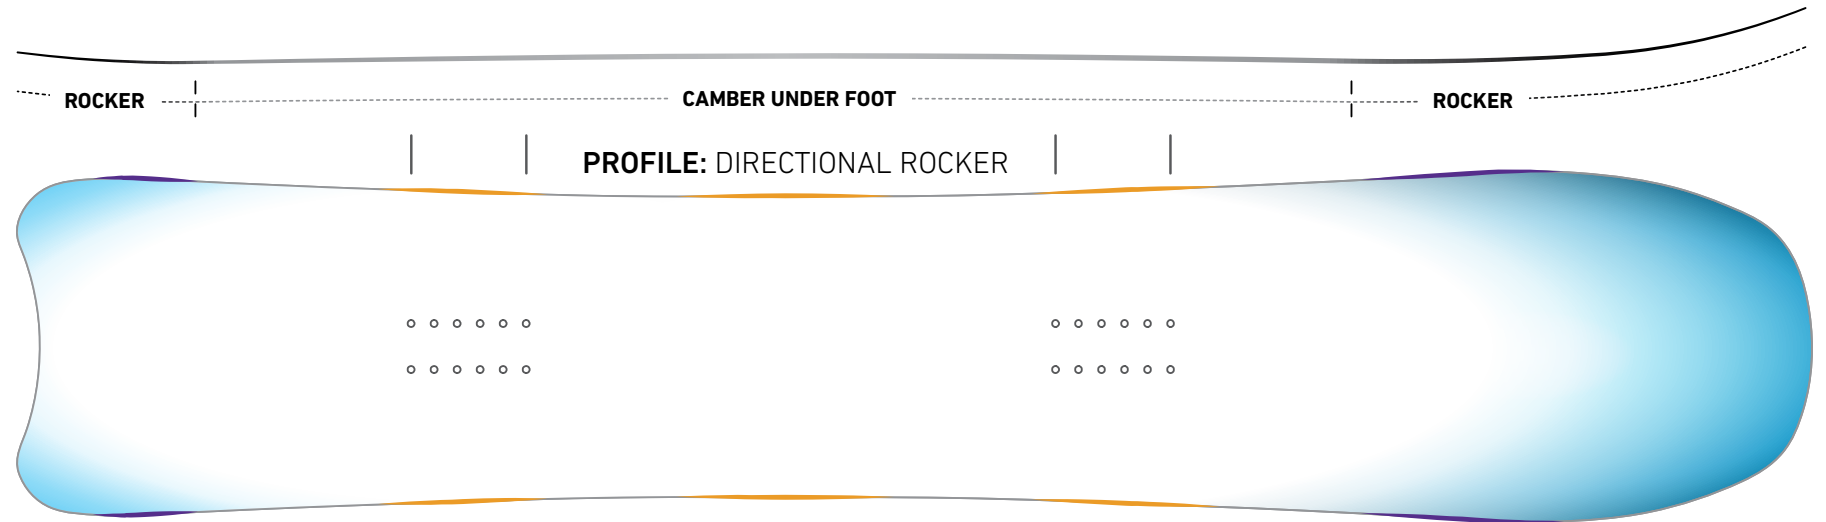 ROCKER
CAMBER UNDER FOOT
ROCKER
PROFILE: DIRECTIONAL ROCKER